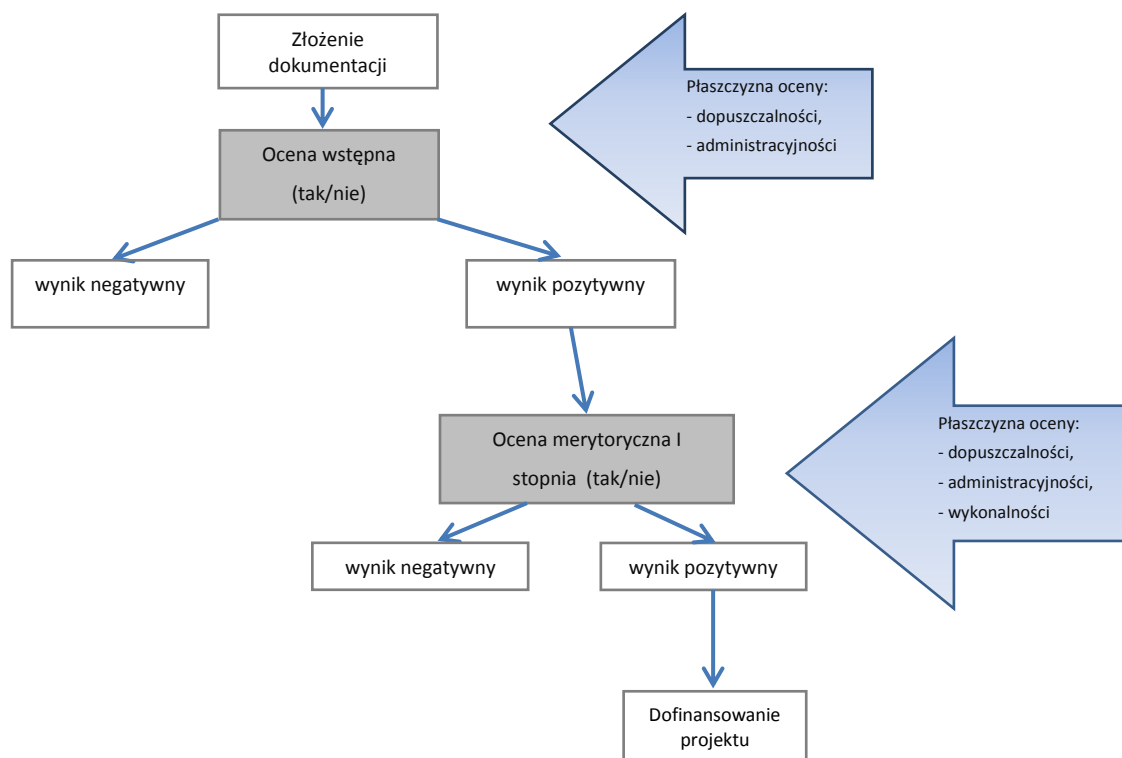 Złożenie
dokumentacji
Płaszczyzna oceny:
- dopuszczalności,
- administracyjności
Ocena wstępna
(tak/nie)
wynik negatywny
wynik pozytywny
Ocena merytoryczna I
stopnia (tak/nie)
Płaszczyzna oceny:
- dopuszczalności,
- administracyjności,
- wykonalności
wynik negatywny
wynik pozytywny
Dofinansowanie
projektu